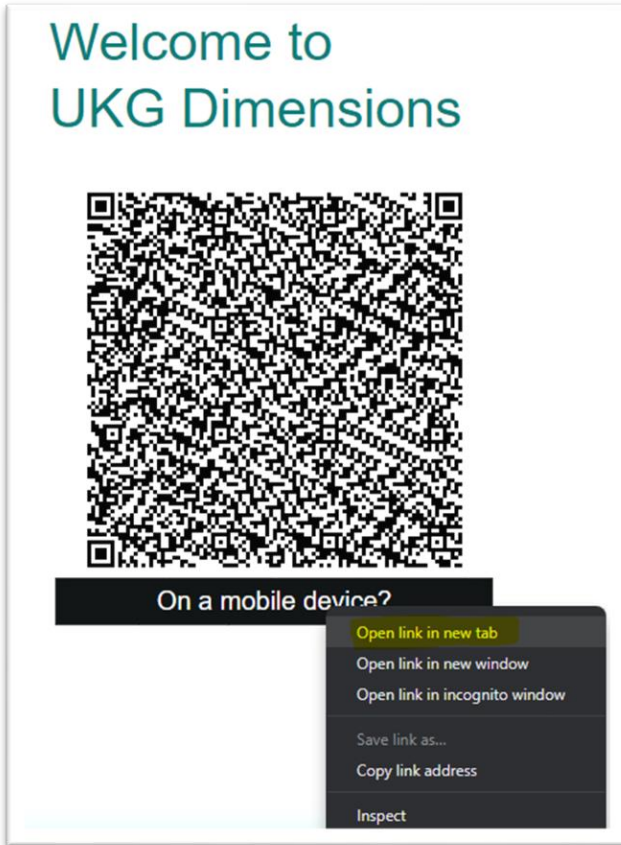 Welcome to
UKG Dimensions
On a mobile device?
Open link in new tab
Open link in new window
Open link in incognito window
Save link as...
Copy link address
Inspect